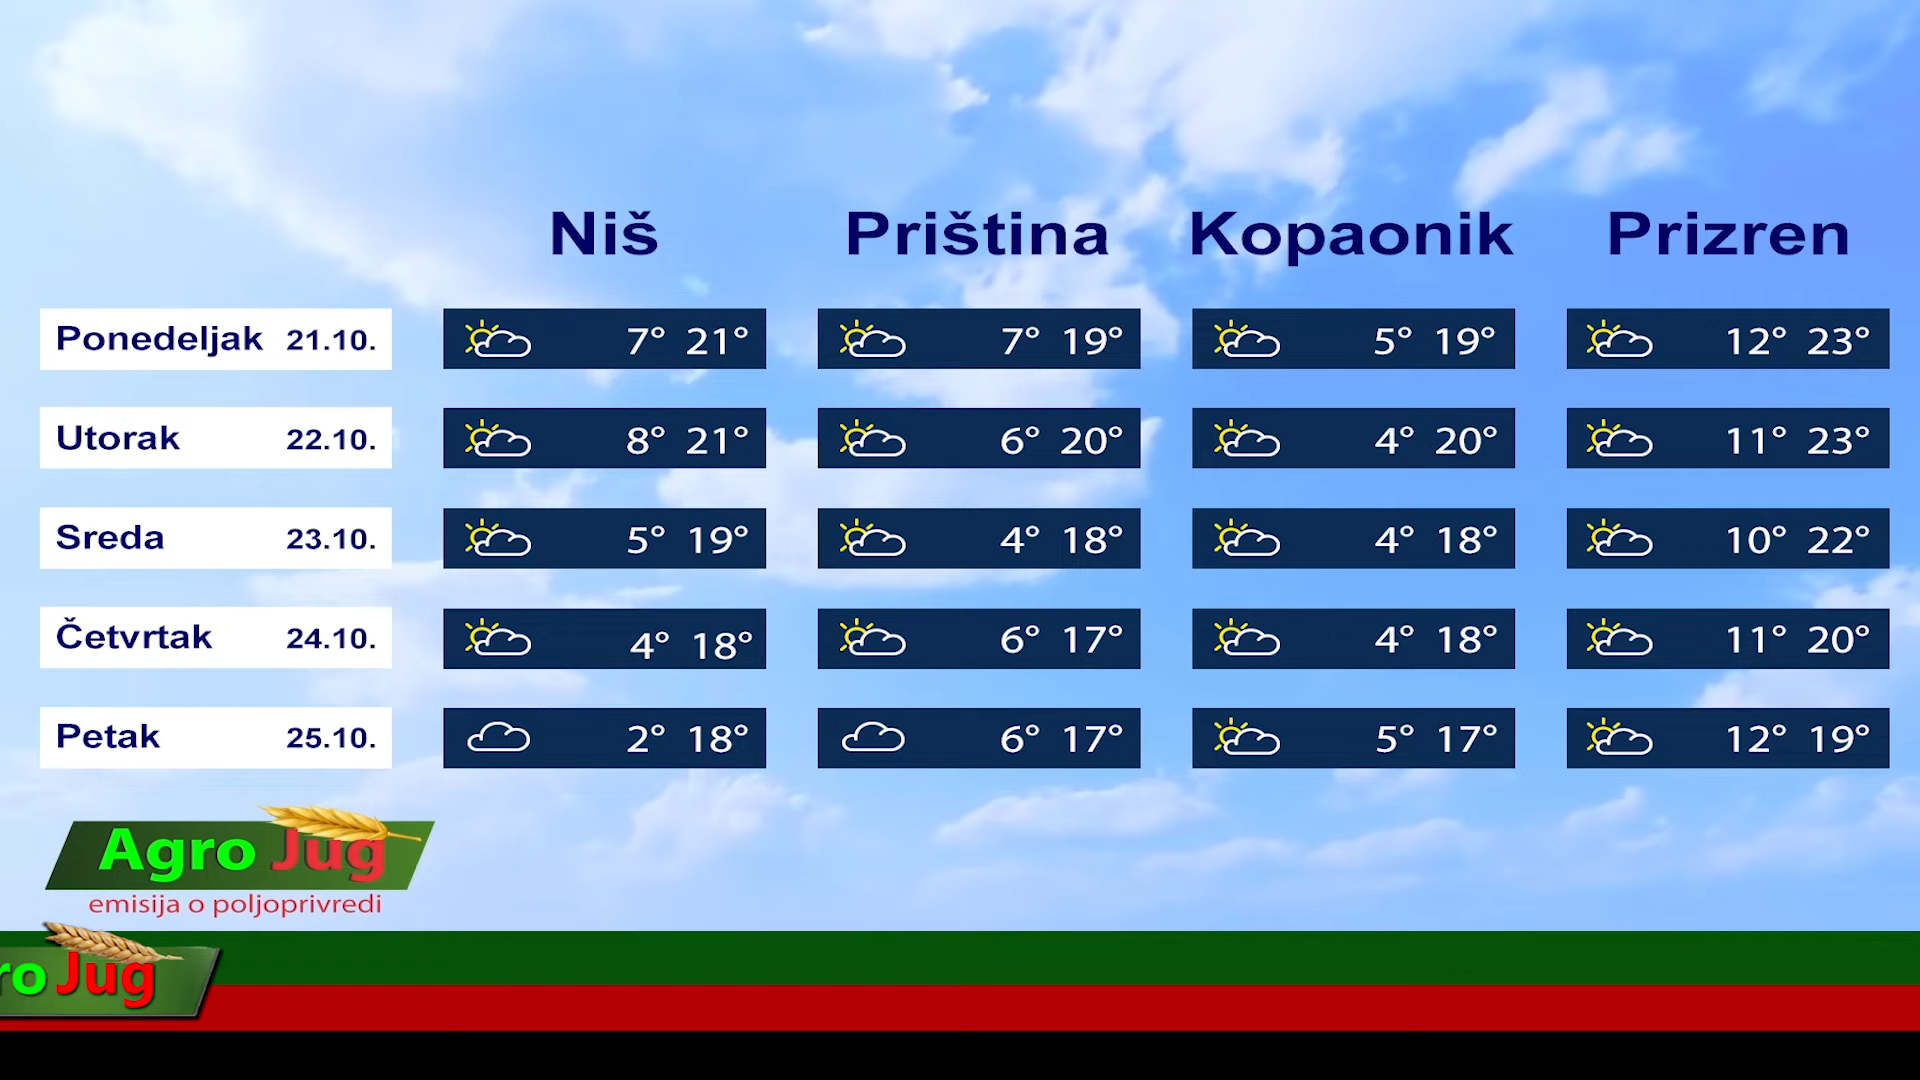 Niš Priština Kopaonik Prizren
Ponedeljak 21.10. 7° 21° 7° 19° 5° 19° 12° 23°
Utorak 22.10. 8° 21° 6° 20° 4° 20° 11° 23°
Sreda 23.10. 5° 19° 4° 18° 4° 18° 10° 22°
Četvrtak 24.10. 4° 18° 6° 17° 4° 18° 11° 20°
Petak 25.10. 2° 18° 6° 17° 5° 17° 12° 19°
Agro Jug
emisija o poljoprivredi
ro Jug